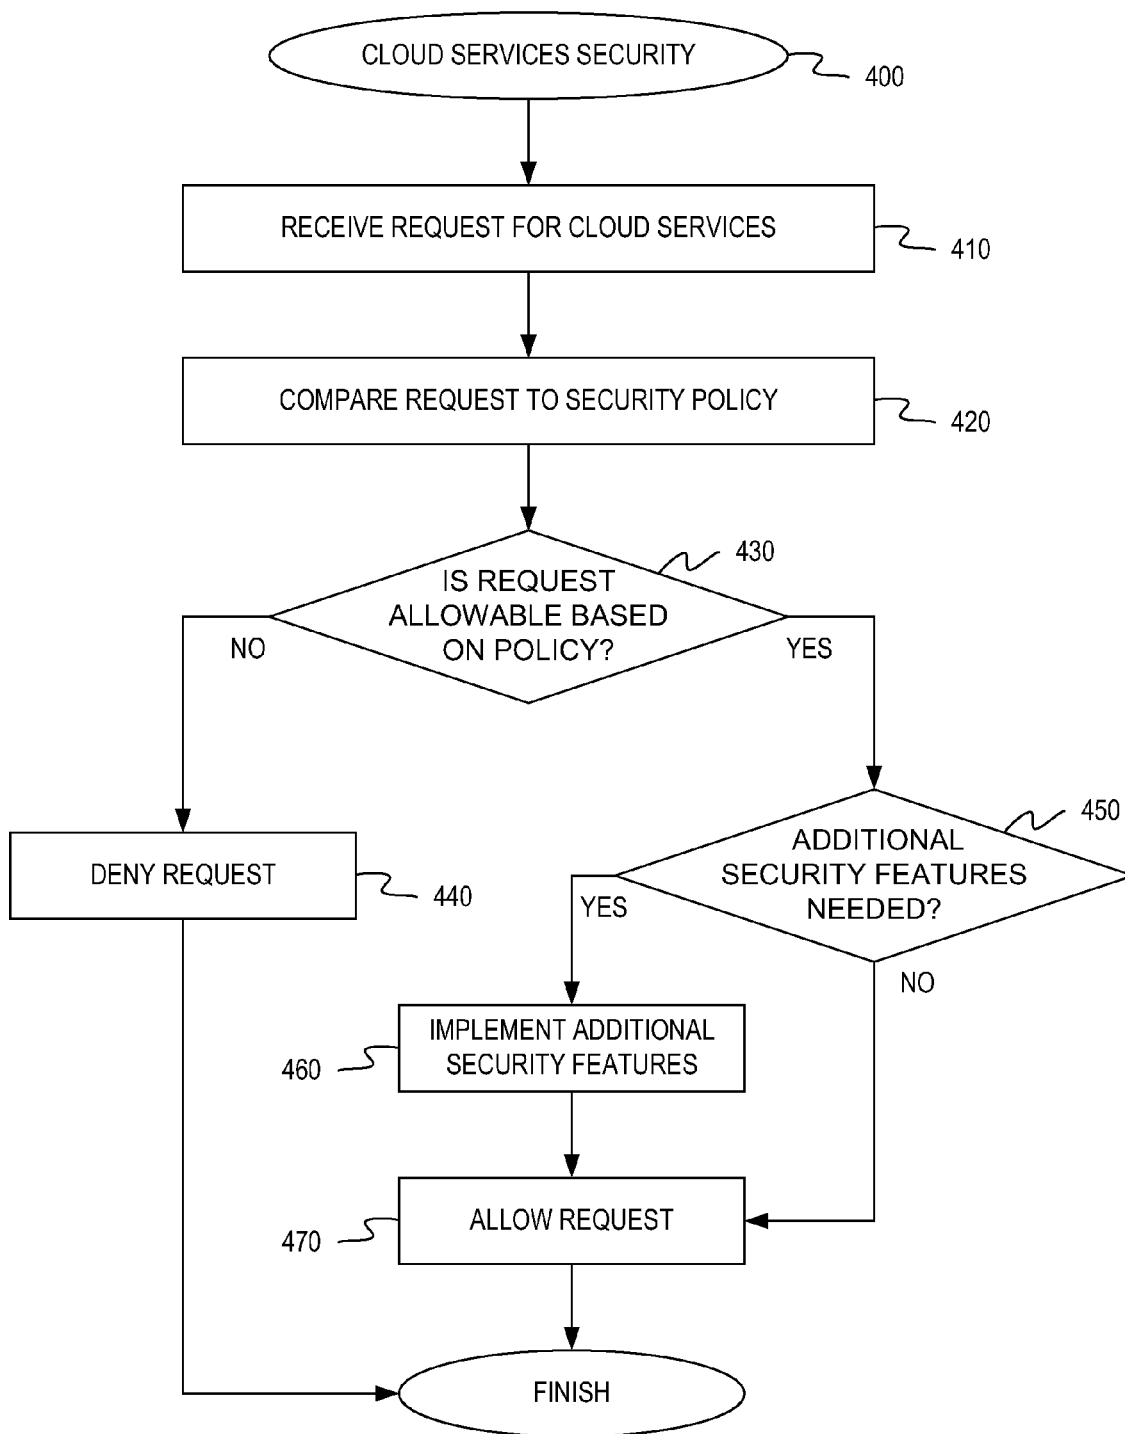 CLOUD SERVICES SECURITY
400
RECEIVE REQUEST FOR CLOUD SERVICES
410
COMPARE REQUEST TO SECURITY POLICY
420
430
IS REQUEST
ALLOWABLE BASED
ON POLICY?
NO
YES
450
ADDITIONAL
SECURITY FEATURES
NEEDED?
DENY REQUEST
440
YES
NO
IMPLEMENT ADDITIONAL
SECURITY FEATURES
460
ALLOW REQUEST
470
FINISH